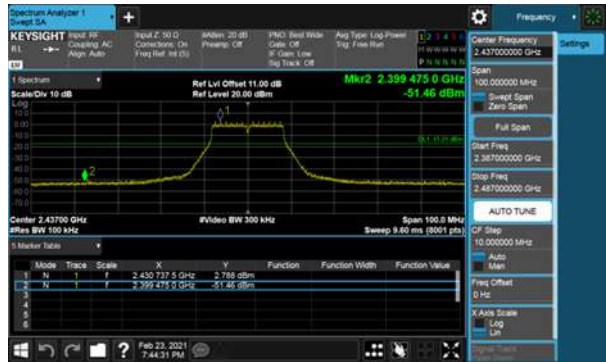 Spectrum Analyzer 1
Swept SA
Frequency
KEYSIGHT
Input: RF
Input Z: 50 Ω
#Atten: 20 dB
PNO: Best Wide
Avg Type: Log-Power
1 2 3 4 5 6
RL
Coupling: AC
Corrections: On
Preamp: Off
Gate: Off
Trig: Free Run
Align: Auto
Freq Ref: Int (S)
IF Gain: Low
Sig Track: Off
P N N N N N
Center Frequency
2.437000000 GHz
Settings
1 Spectrum
Ref Lvl Offset 11.00 dB
Mkr2 2.399 475 0 GHz
Scale/Div 10 dB
Ref Level 20.00 dBm
-51.46 dBm
Log
10.0
0.00
1
2
Center 2.43700 GHz
#Video BW 300 kHz
Span 100.0 MHz
#Res BW 100 kHz
Sweep 9.60 ms (8001 pts)
5 Marker Table
Mode Trace Scale X Y Function Function Width Function Value
1 N 1 f 2.430 737 5 GHz 2.788 dBm
2 N 1 f 2.399 475 0 GHz -51.46 dBm
3
4
5
6
Span
100.000000 MHz
Swept Span
Zero Span
Full Span
Start Freq
2.387000000 GHz
Stop Freq
2.487000000 GHz
AUTO TUNE
CF Step
10.000000 MHz
Auto
Man
Freq Offset
0 Hz
X Axis Scale
Log
Lin
Feb 23, 2021
7:44:31 PM